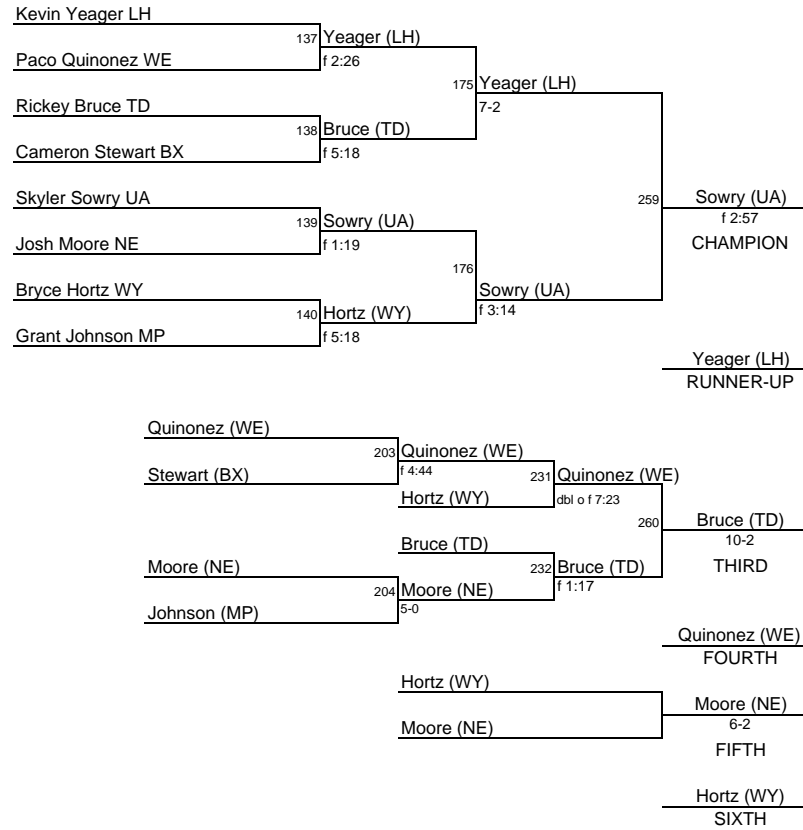 Kevin Yeager LH
137 Yeager (LH)
Paco Quinonez WE
f 2:26
175 Yeager (LH)
7-2
Rickey Bruce TD
138 Bruce (TD)
Cameron Stewart BX
f 5:18
Skyler Sowry UA
259 Sowry (UA)
f 2:57
CHAMPION
139 Sowry (UA)
Josh Moore NE
f 1:19
176
Sowry (UA)
f 3:14
Bryce Hortz WY
140 Hortz (WY)
Grant Johnson MP
f 5:18
Yeager (LH)
RUNNER-UP
Quinonez (WE)
203 Quinonez (WE)
f 4:44
Stewart (BX)
231 Quinonez (WE)
dbl o f 7:23
Hortz (WY)
260 Bruce (TD)
10-2
THIRD
Bruce (TD)
232 Bruce (TD)
f 1:17
Moore (NE)
204 Moore (NE)
5-0
Johnson (MP)
Quinonez (WE)
FOURTH
Hortz (WY)
Moore (NE)
6-2
Moore (NE)
FIFTH
Hortz (WY)
SIXTH